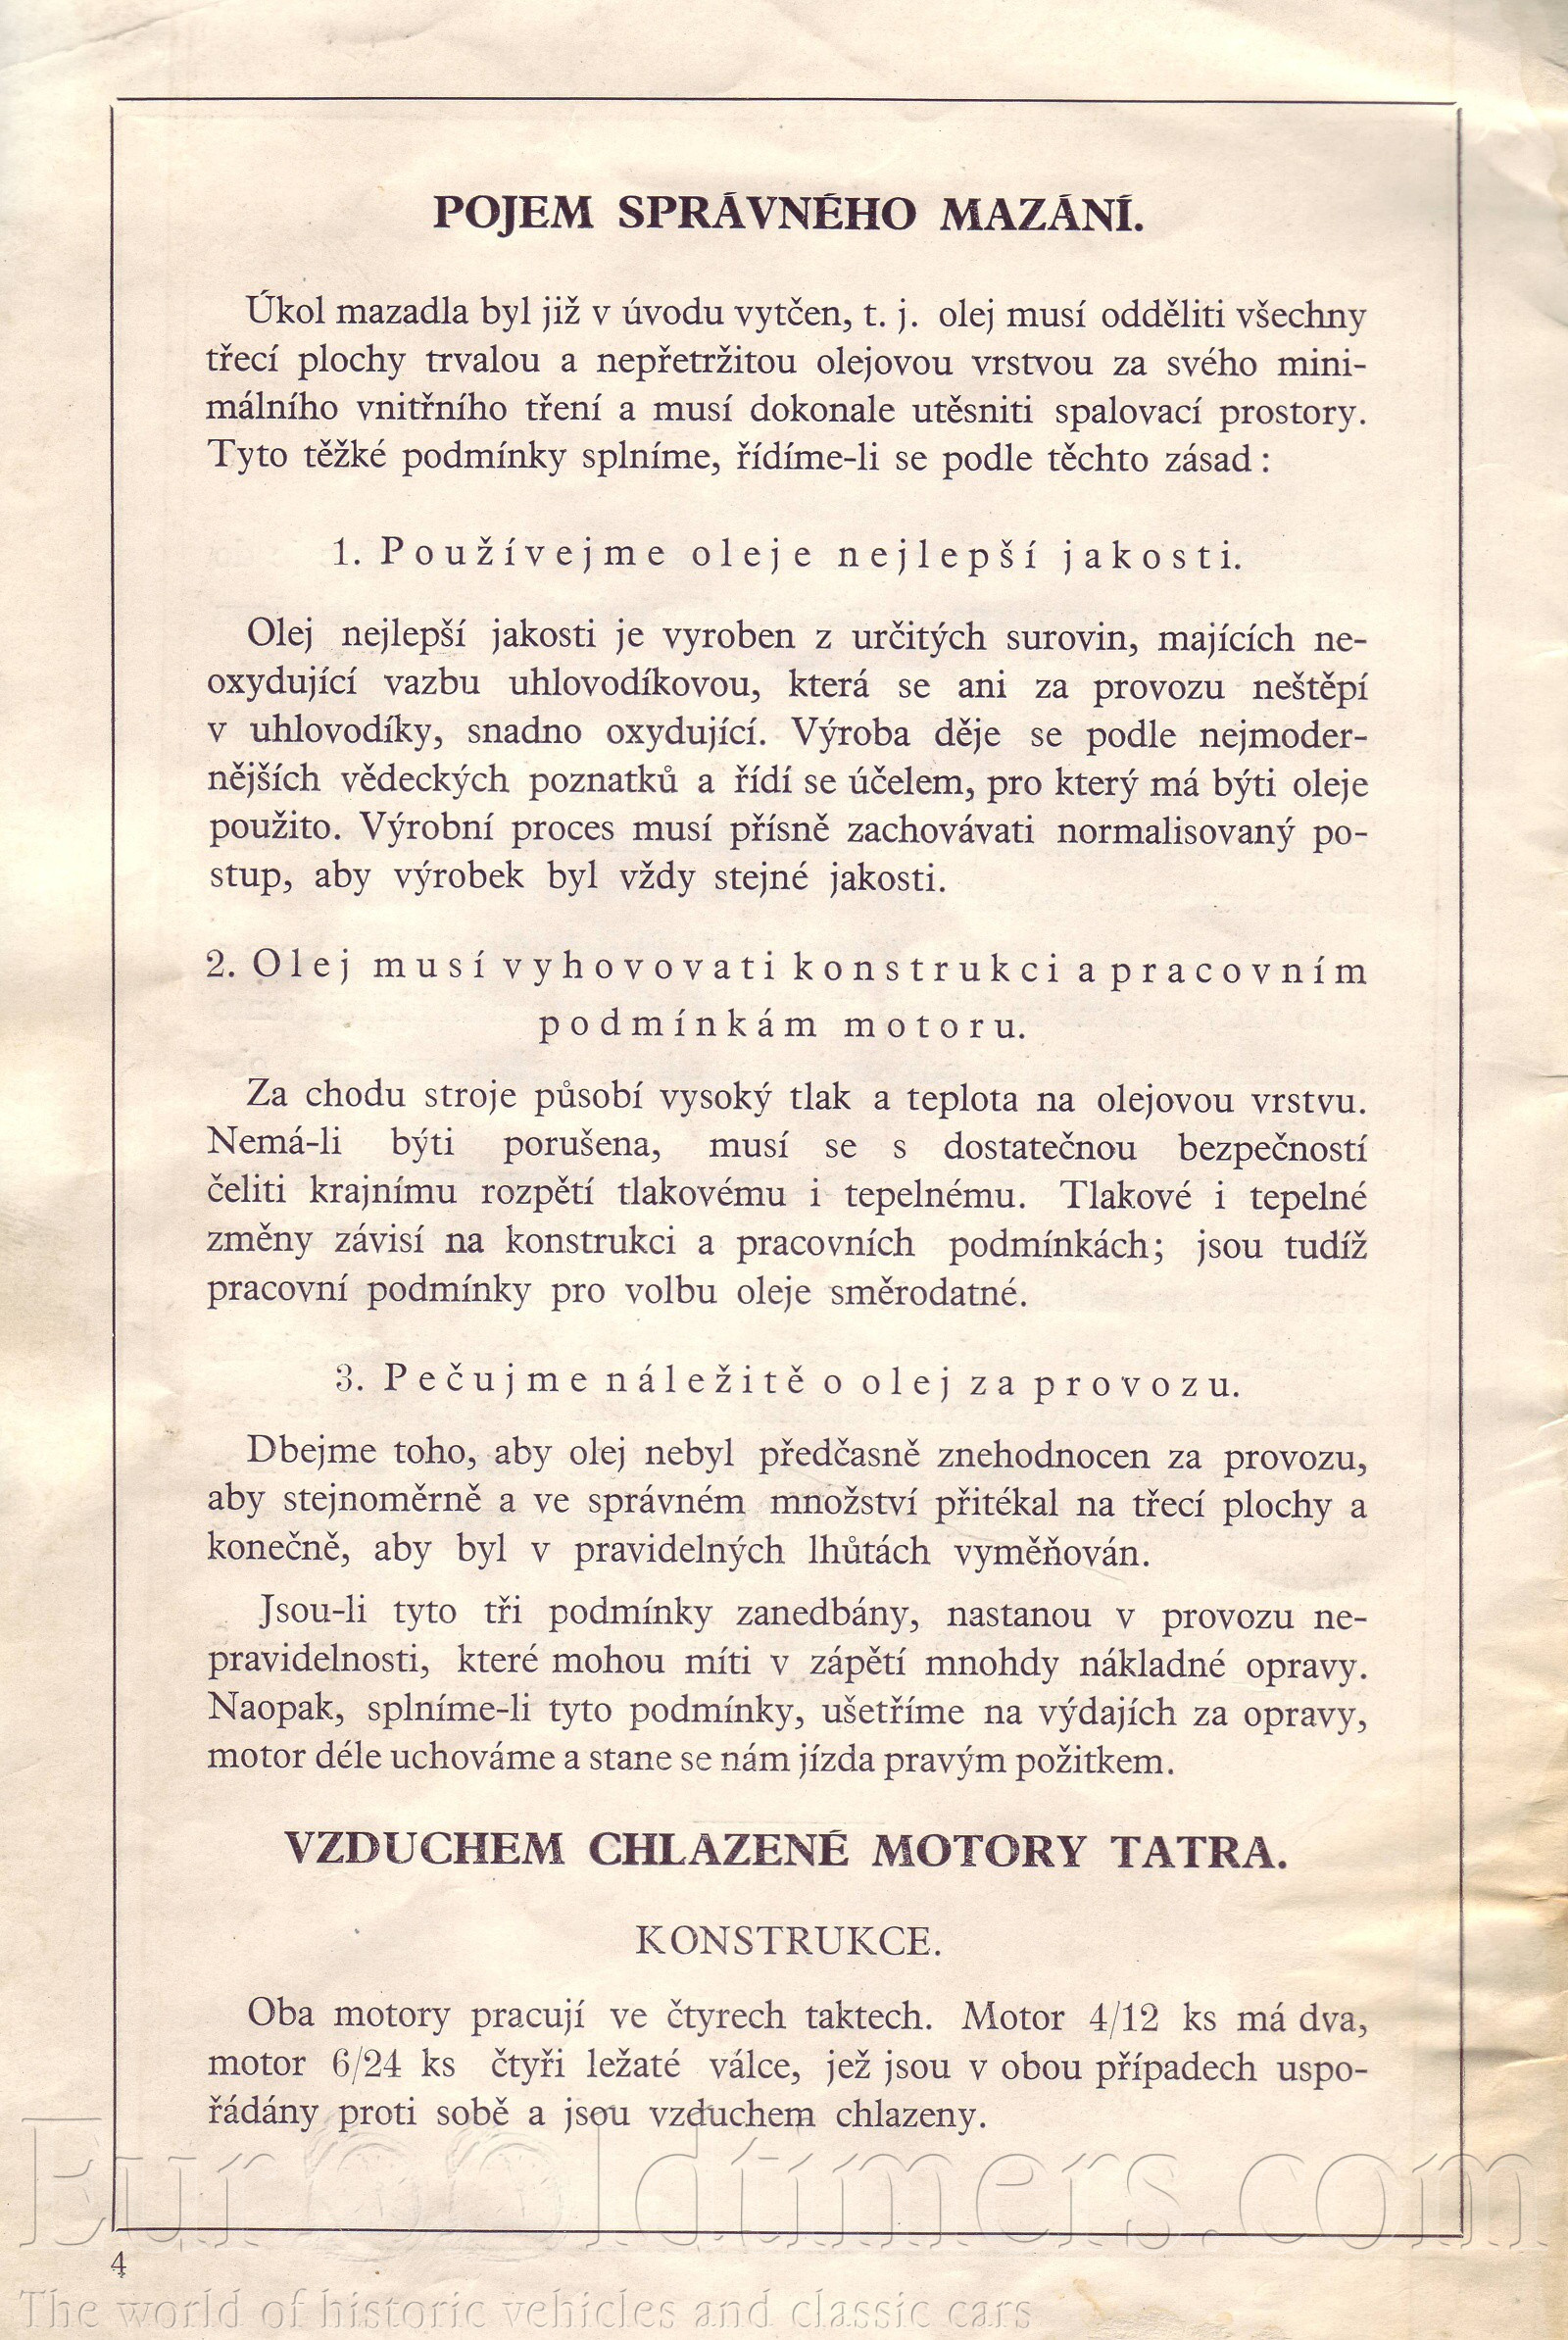 POJEM SPRÁVNÉHO MAZÁNÍ.
Úkol mazadla byl již v úvodu vytčen, t. j. olej musí odděliti všechny
třecí plochy trvalou a nepřetržitou olejovou vrstvou za svého mini-
málního vnitřního tření a musí dokonale utěsniti spalovací prostory.
Tyto těžké podmínky splníme, řídíme-li se podle těchto zásad :
1. Používejme oleje nejlepší jakosti.
Olej nejlepší jakosti je vyroben z určitých surovin, majících ne-
oxydující vazbu uhlovodíkovou, která se ani za provozu neštěpí
v uhlovodíky, snadno oxydující. Výroba děje se podle nejmoder-
nějších vědeckých poznatků a řídí se účelem, pro který má býti oleje
použito. Výrobní proces musí přísně zachovávati normalisovaný po-
stup, aby výrobek byl vždy stejné jakosti.
2. Olej musí vyhovovati konstrukci a pracovním
podmínkám motoru.
Za chodu stroje působí vysoký tlak a teplota na olejovou vrstvu.
Nemá-li býti porušena, musí se s dostatečnou bezpečností
čeliti krajnímu rozpětí tlakovému i tepelnému. Tlakové i tepelné
změny závisí na konstrukci a pracovních podmínkách; jsou tudíž
pracovní podmínky pro volbu oleje směrodatné.
3. Pečujme náležitě o olej za provozu.
Dbejme toho, aby olej nebyl předčasně znehodnocen za provozu,
aby stejnoměrně a ve správném množství přitékal na třecí plochy a
konečně, aby byl v pravidelných lhůtách vyměňován.
Jsou-li tyto tři podmínky zanedbány, nastanou v provozu ne-
pravidelnosti, které mohou míti v zápětí mnohdy nákladné opravy.
Naopak, splníme-li tyto podmínky, ušetříme na výdajích za opravy,
motor déle uchováme a stane se nám jízda pravým požitkem.
VZDUCHEM CHLAZENÉ MOTORY TATRA.
KONSTRUKCE.
Oba motory pracují ve čtyrech taktech. Motor 4/12 ks má dva,
motor 6/24 ks čtyři ležaté válce, jež jsou v obou případech uspo-
řádány proti sobě a jsou vzduchem chlazeny.
Eur Oldtimers.com
4
The world of historic vehicles and classic cars